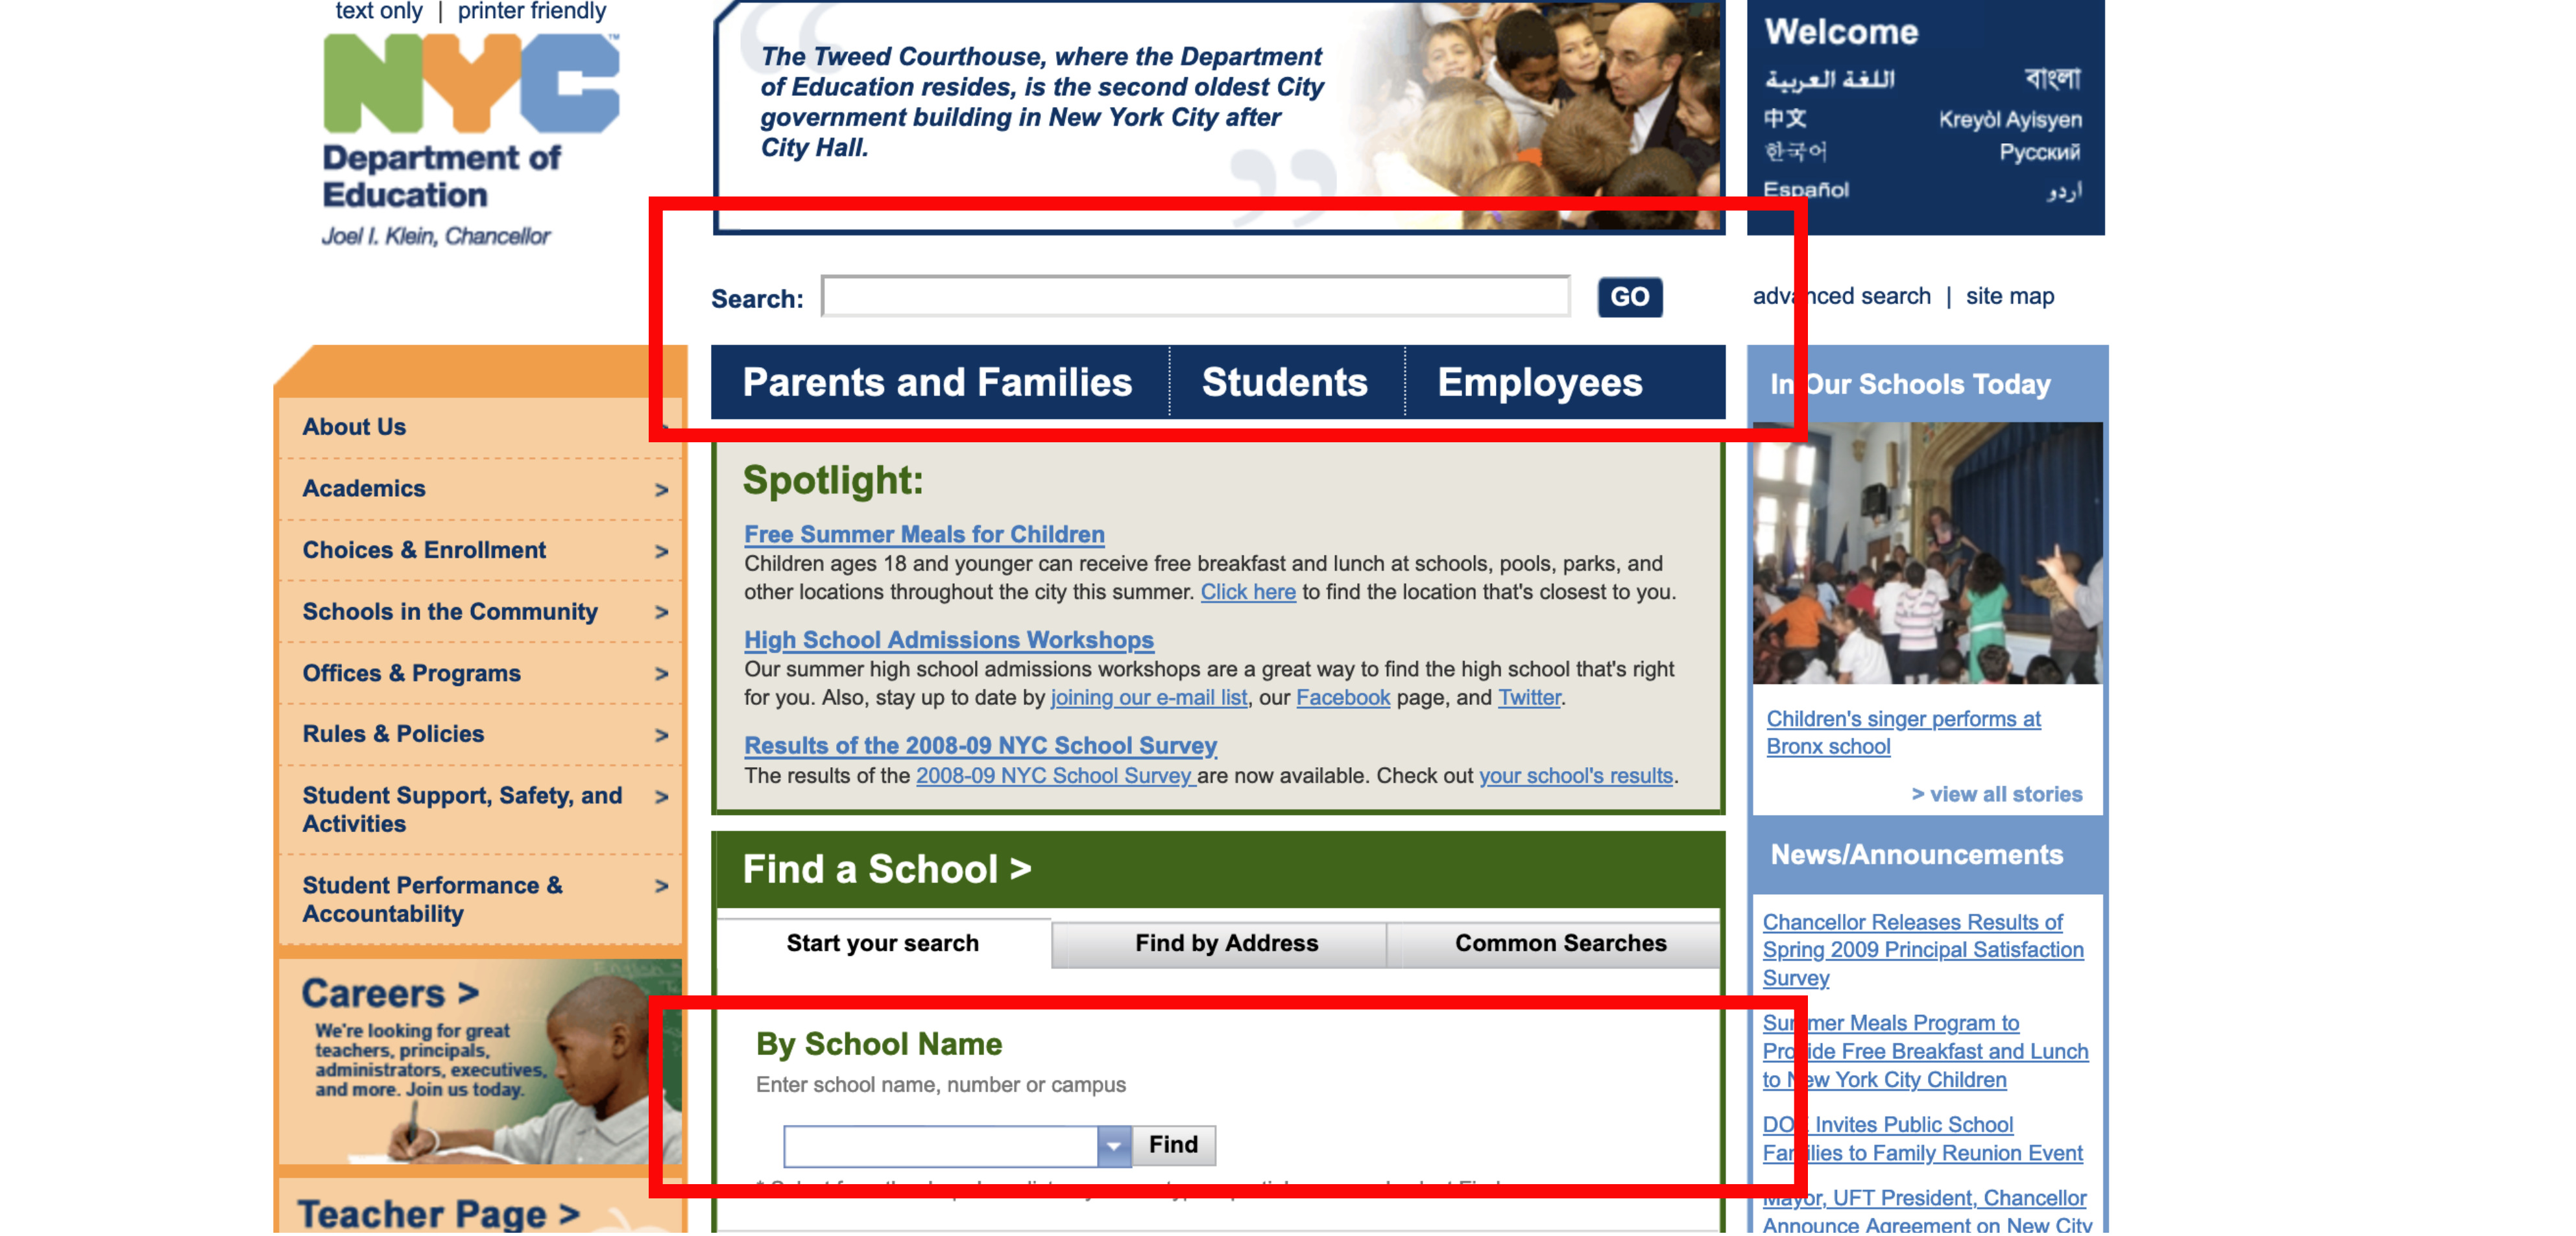 text only | printer friendly
NYC™
Department of
Education
Joel I. Klein, Chancellor
“
The Tweed Courthouse, where the Department
of Education resides, is the second oldest City
government building in New York City after
City Hall.
”
Welcome
اللغة العربية
বাংলা
中文
Kreyòl Ayisyen
한국어
Русский
Español
اردو
Search:
GO
advanced search | site map
About Us
Academics >
Choices & Enrollment >
Schools in the Community >
Offices & Programs >
Rules & Policies >
Student Support, Safety, and >
Activities
Student Performance & >
Accountability
Careers >
We're looking for great
teachers, principals,
administrators, executives,
and more. Join us today.
Teacher Page >
Parents and Families
Students
Employees
Spotlight:
Free Summer Meals for Children
Children ages 18 and younger can receive free breakfast and lunch at schools, pools, parks, and
other locations throughout the city this summer. Click here to find the location that's closest to you.
High School Admissions Workshops
Our summer high school admissions workshops are a great way to find the high school that's right
for you. Also, stay up to date by joining our e-mail list, our Facebook page, and Twitter.
Results of the 2008-09 NYC School Survey
The results of the 2008-09 NYC School Survey are now available. Check out your school's results.
Find a School >
Start your search
Find by Address
Common Searches
By School Name
Enter school name, number or campus
Find
In Our Schools Today
Children's singer performs at
Bronx school
> view all stories
News/Announcements
Chancellor Releases Results of
Spring 2009 Principal Satisfaction
Survey
Summer Meals Program to
Provide Free Breakfast and Lunch
to New York City Children
DOE Invites Public School
Families to Family Reunion Event
Mayor, UFT President, Chancellor
Announce Agreement on New City